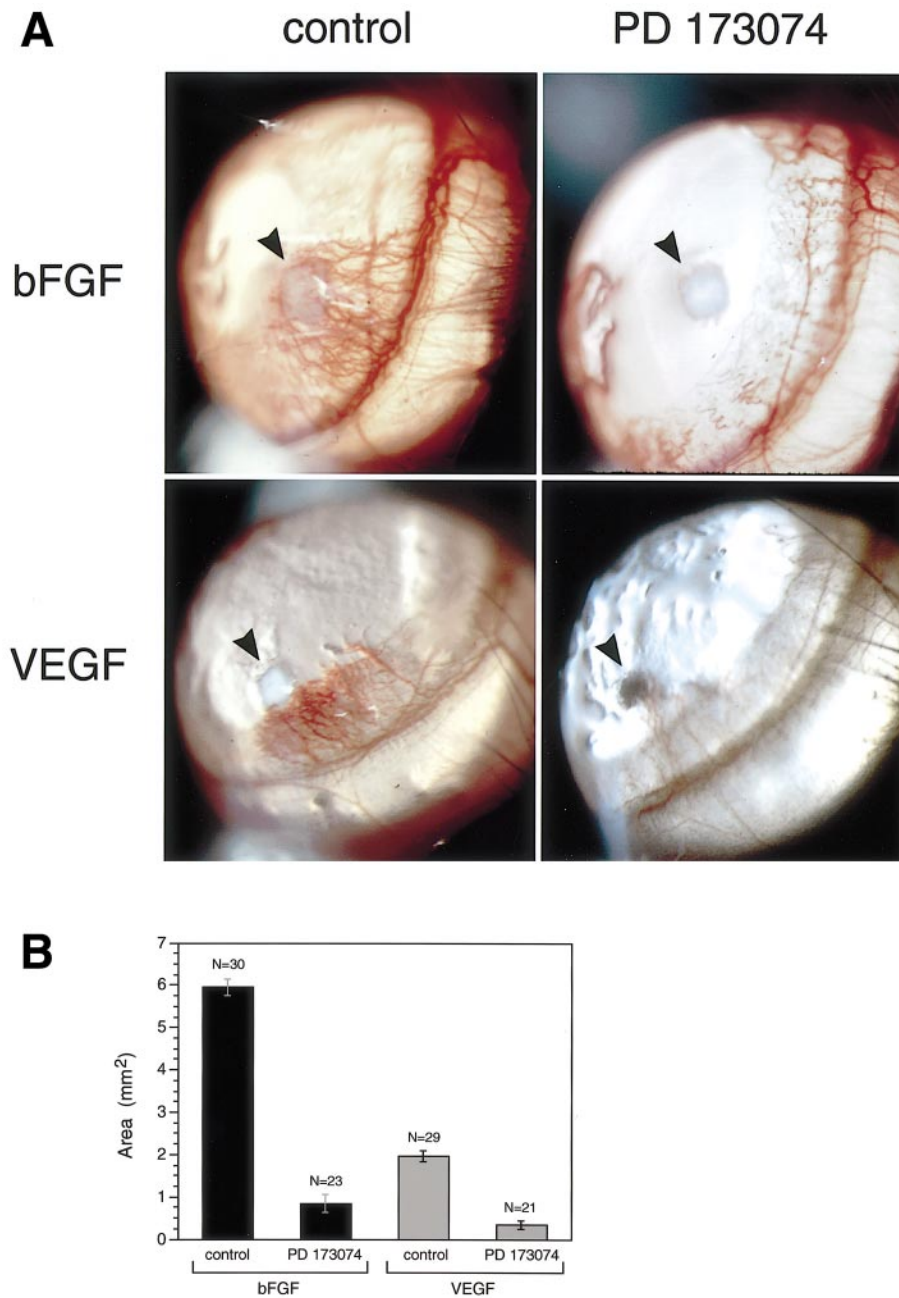 A
control PD 173074
bFGF
VEGF
B
7
6
5
4
3
2
1
0
Area (mm²)
N=30
N=23
N=29
N=21
control PD 173074 control PD 173074
bFGF VEGF